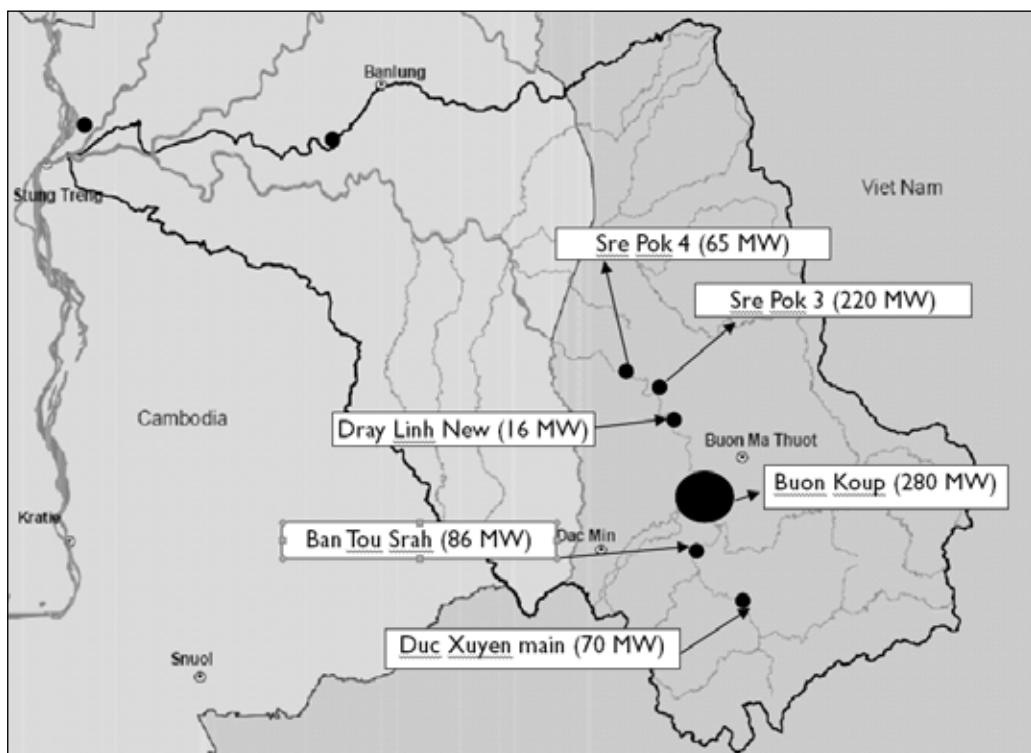 Banlung
Stung Treng
Viet Nam
Sre Pok 4 (65 MW)
Sre Pok 3 (220 MW)
Cambodia
Dray Linh New (16 MW)
Buon Ma Thuot
Buon Koup (280 MW)
Kratie
Ban Tou Srah (86 MW)
Dac Min
Duc Xuyen main (70 MW)
Snuol